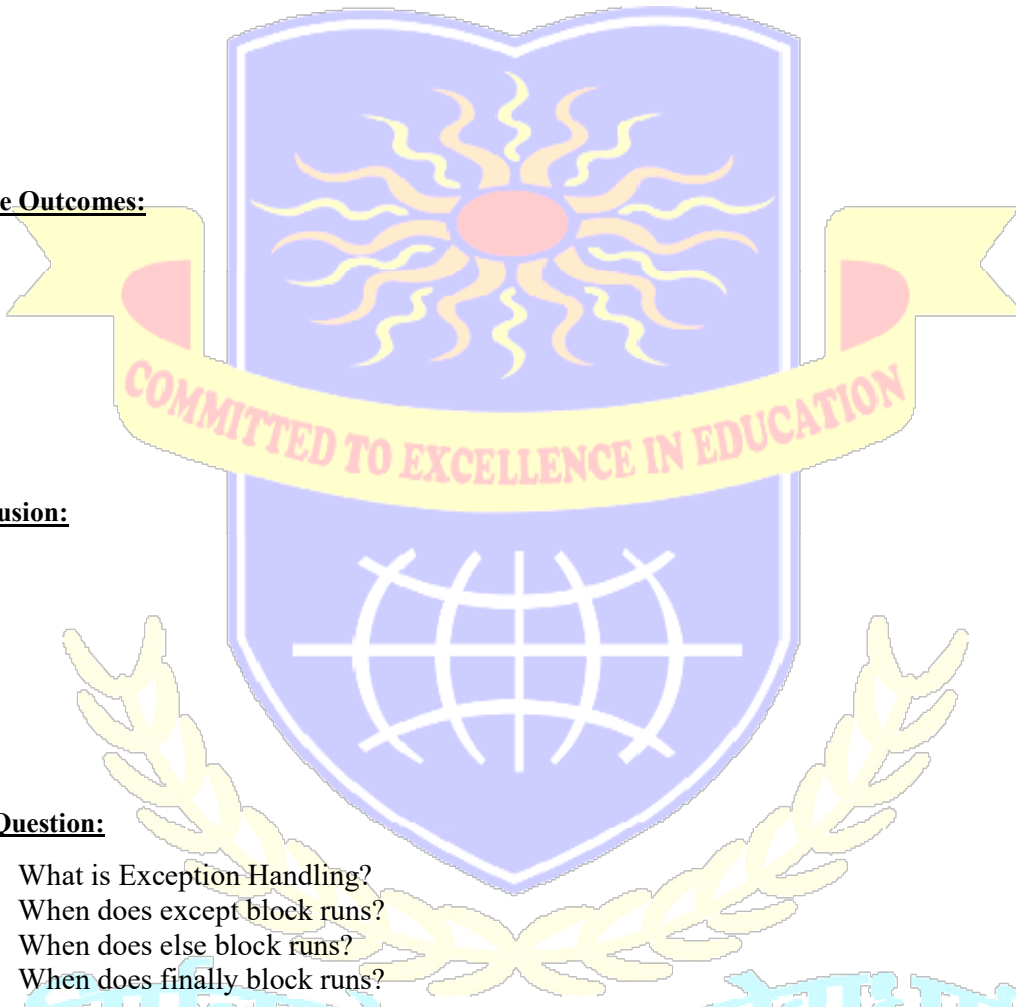 e Outcomes:
COMMITTED TO EXCELLENCE IN EDUCATION
usion:
Question:
What is Exception Handling?
When does except block runs?
When does else block runs?
When does finally block runs?